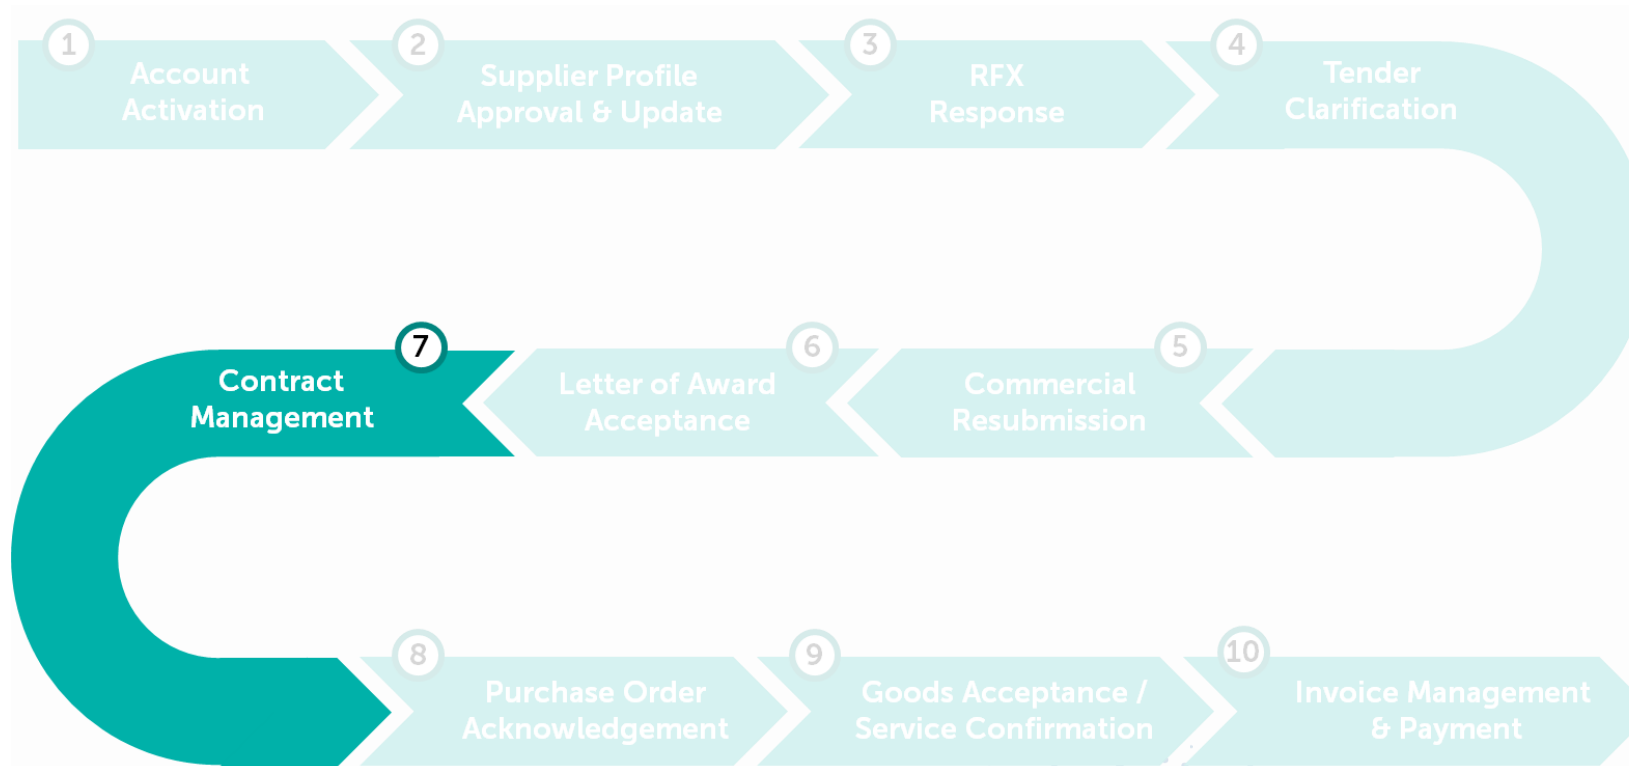 1
Account
Activation
2
Supplier Profile
Approval & Update
3
RFX
Response
4
Tender
Clarification
5
Commercial
Resubmission
6
Letter of Award
Acceptance
7
Contract
Management
8
Purchase Order
Acknowledgement
9
Goods Acceptance /
Service Confirmation
10
Invoice Management
& Payment